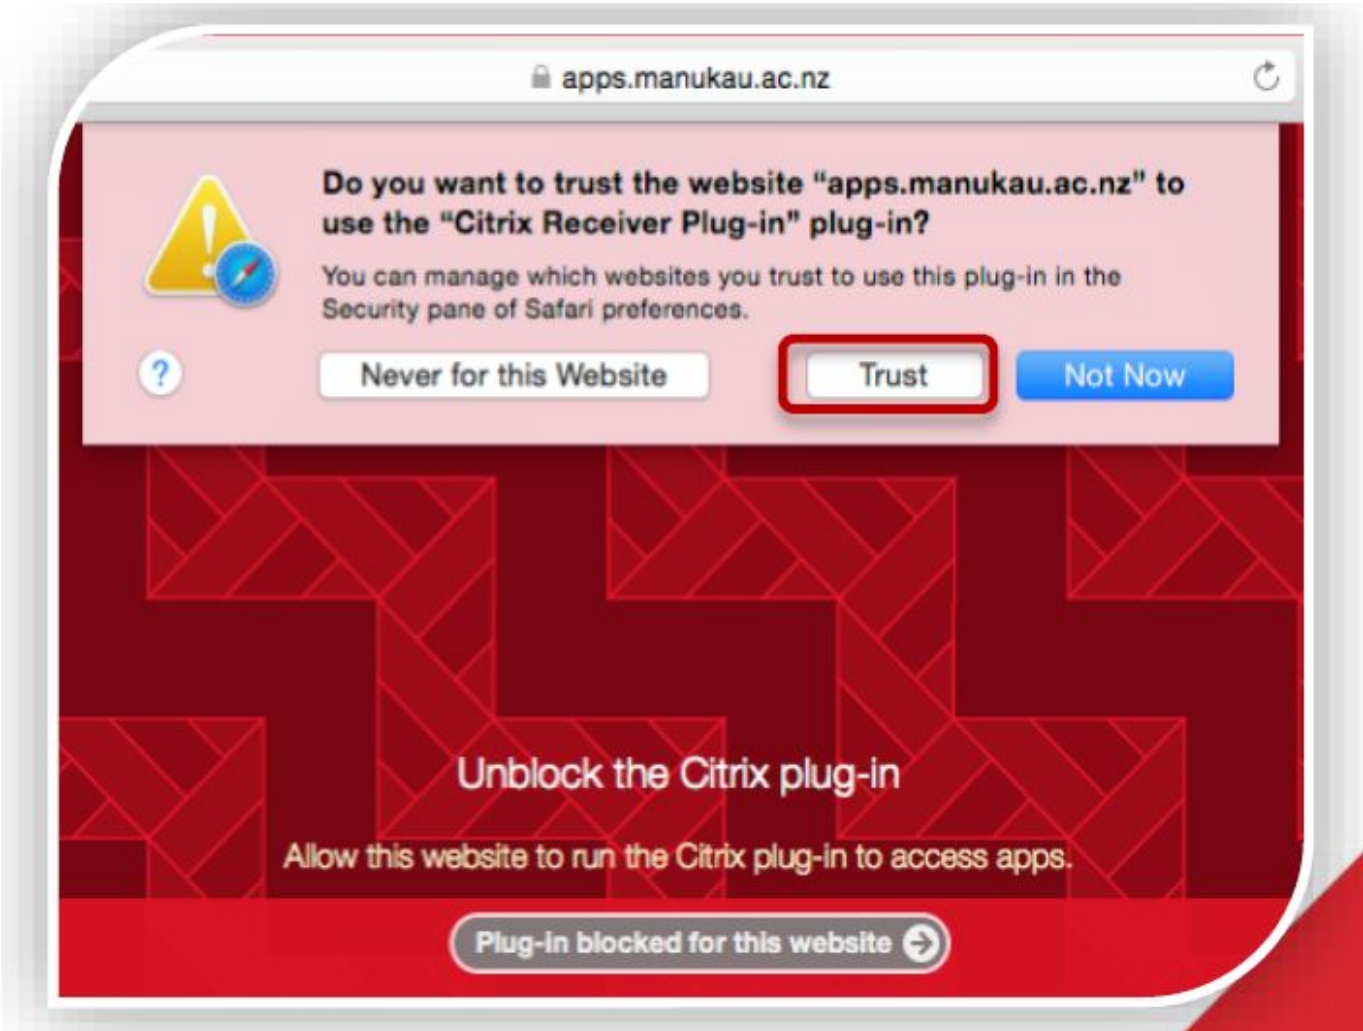 apps.manukau.ac.nz
Do you want to trust the website “apps.manukau.ac.nz” to
use the “Citrix Receiver Plug-in” plug-in?
You can manage which websites you trust to use this plug-in in the
Security pane of Safari preferences.
?
Never for this Website
Trust
Not Now
Unblock the Citrix plug-in
Allow this website to run the Citrix plug-in to access apps.
Plug-in blocked for this website